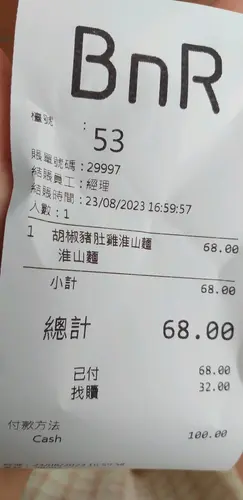 BnR
檯號 :
53
賬單號碼 : 29997
結賬員工 : 經理
結賬時間 : 23/08/2023 16:59:57
人數 : 1
1 胡椒豬肚雞淮山麵 68.00
淮山麵
小計 68.00
總計 68.00
已付 68.00
找贖 32.00
付款方法
Cash 100.00